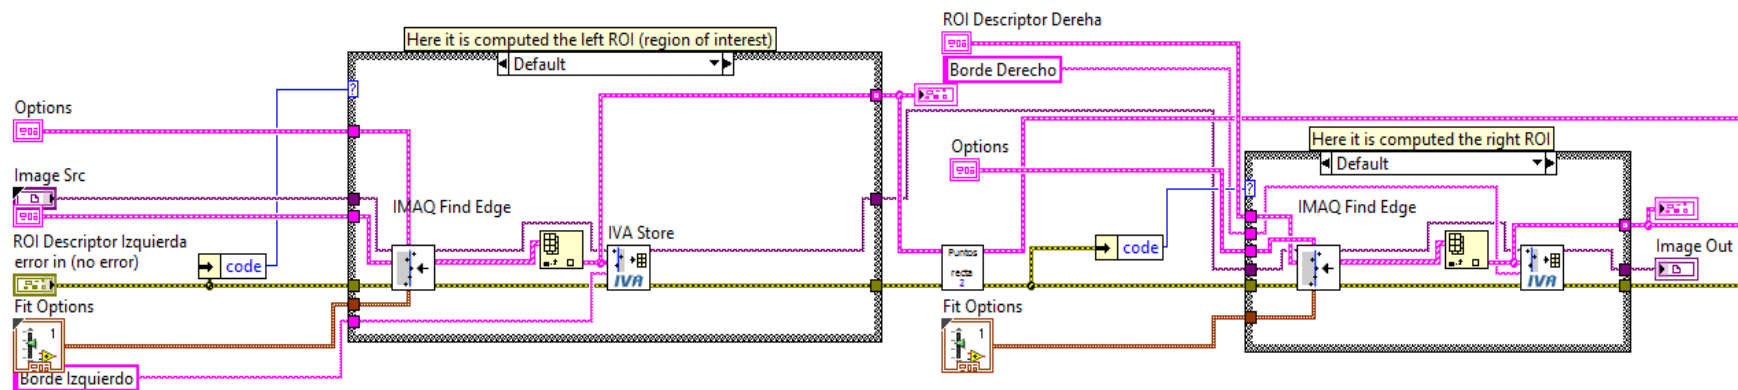 ROI Descriptor Dereha
Here it is computed the left ROI (region of interest)
Default
Borde Derecho
Options
Options
Here it is computed the right ROI
Default
Image Src
IMAQ Find Edge
IMAQ Find Edge
IVA Store
ROI Descriptor Izquierda
error in (no error)
code
Puntos
recta
2
code
Image Out
IVA
IVA
Fit Options
1
Fit Options
1
Borde Izquierdo